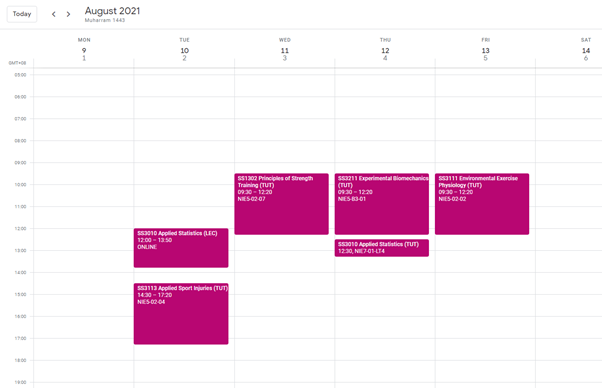 Today
August 2021
Muharram 1443
MON
TUE
WED
THU
FRI
SAT
9
10
11
12
13
14
1
2
3
4
5
6
GMT+08
05:00
06:00
07:00
08:00
09:00
10:00
11:00
12:00
13:00
14:00
15:00
16:00
17:00
18:00
19:00
SS3010 Applied Statistics (LEC)
12:00 – 13:50
ONLINE
SS3113 Applied Sport Injuries (TUT)
14:30 – 17:20
NIE5-02-04
SS1302 Principles of Strength
Training (TUT)
09:30 – 12:20
NIE5-02-07
SS3211 Experimental Biomechanics
(TUT)
09:30 – 12:20
NIE5-B3-01
SS3010 Applied Statistics (TUT)
12:30, NIE7-01-LT4
SS3111 Environmental Exercise
Physiology (TUT)
09:30 – 12:20
NIE5-02-02